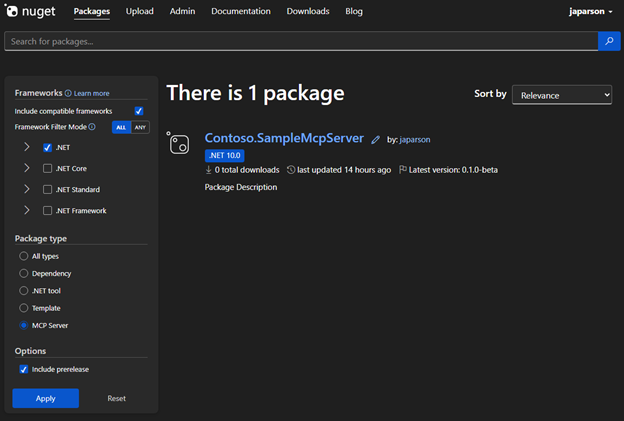 nuget Packages Upload Admin Documentation Downloads Blog japarson
Search for packages...
Frameworks Learn more
Include compatible frameworks
Framework Filter Mode ALL ANY
.NET
.NET Core
.NET Standard
.NET Framework
Package type
All types
Dependency
.NET tool
Template
MCP Server
Options
Include prerelease
Apply Reset
There is 1 package
Sort by Relevance
Contoso.SampleMcpServer by: japarson
.NET 10.0
0 total downloads last updated 14 hours ago Latest version: 0.1.0-beta
Package Description